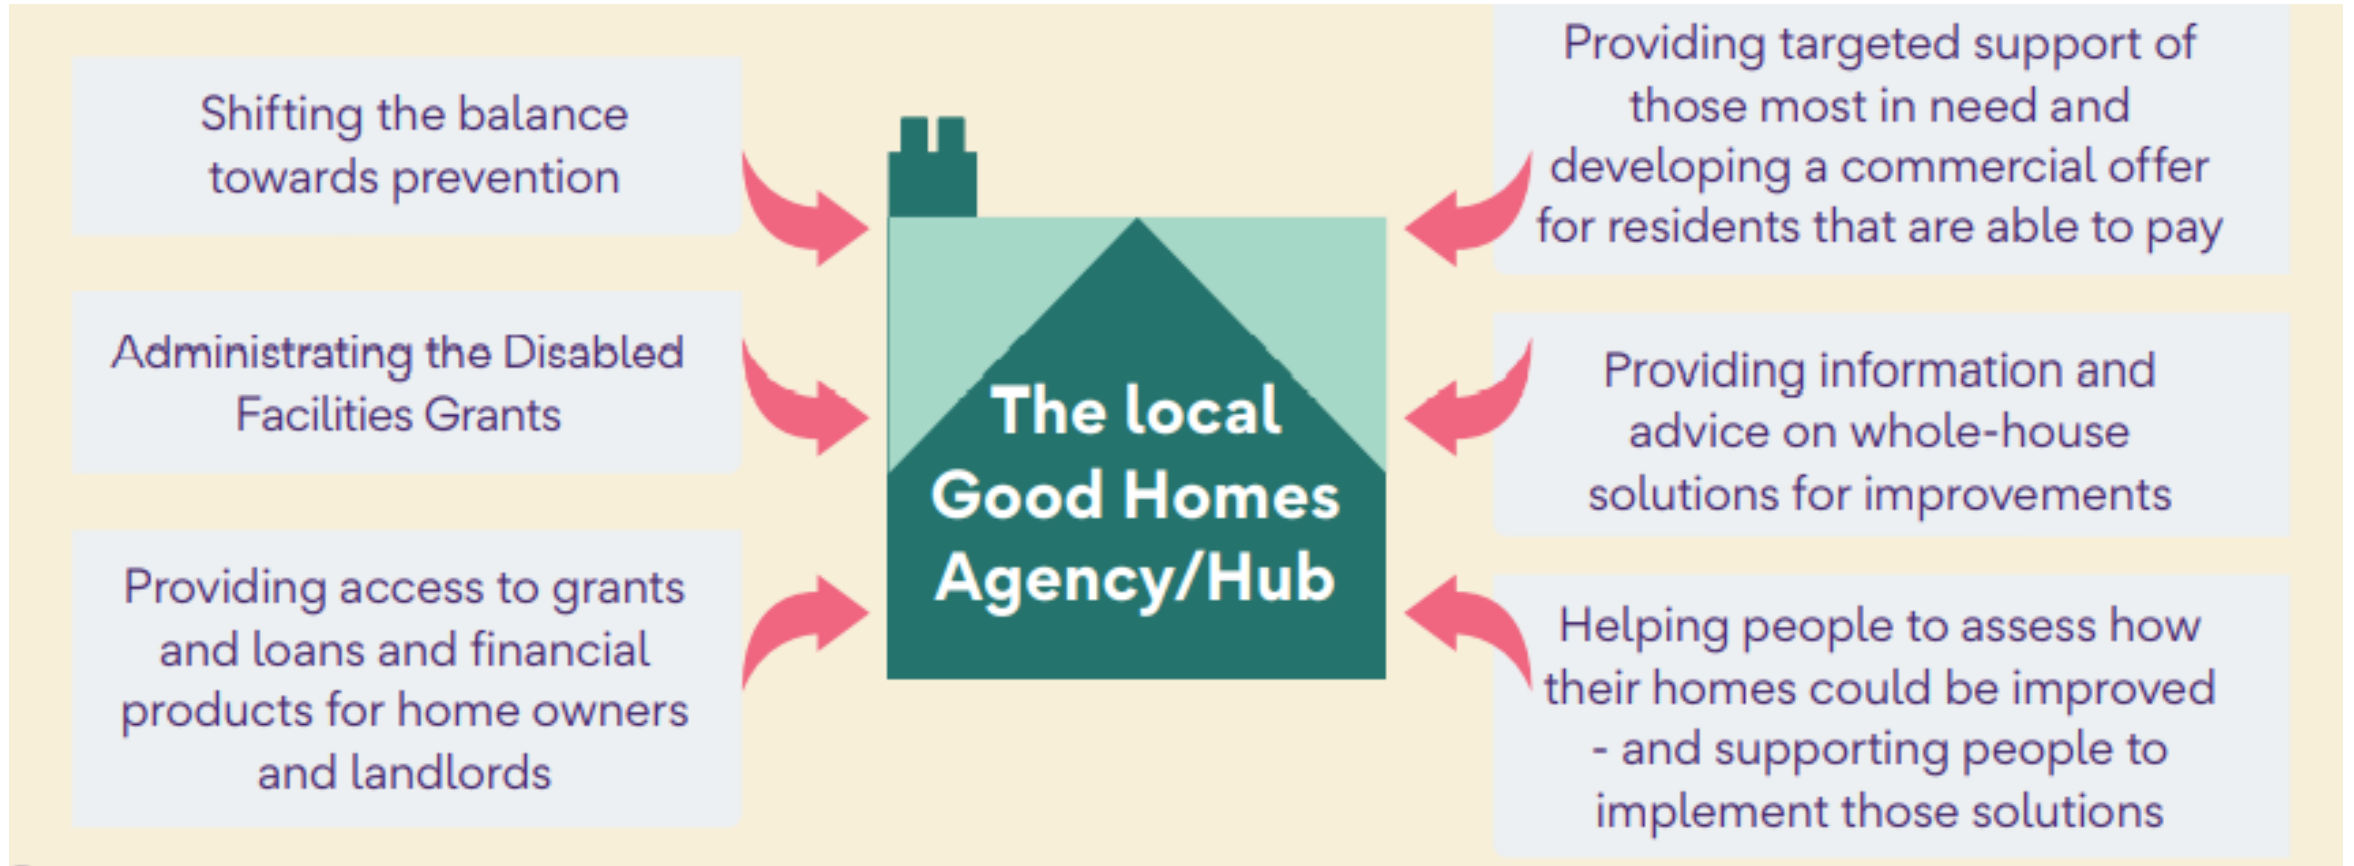 Shifting the balance
towards prevention
Administrating the Disabled
Facilities Grants
Providing access to grants
and loans and financial
products for home owners
and landlords
The local
Good Homes
Agency/Hub
Providing targeted support of
those most in need and
developing a commercial offer
for residents that are able to pay
Providing information and
advice on whole-house
solutions for improvements
Helping people to assess how
their homes could be improved
- and supporting people to
implement those solutions